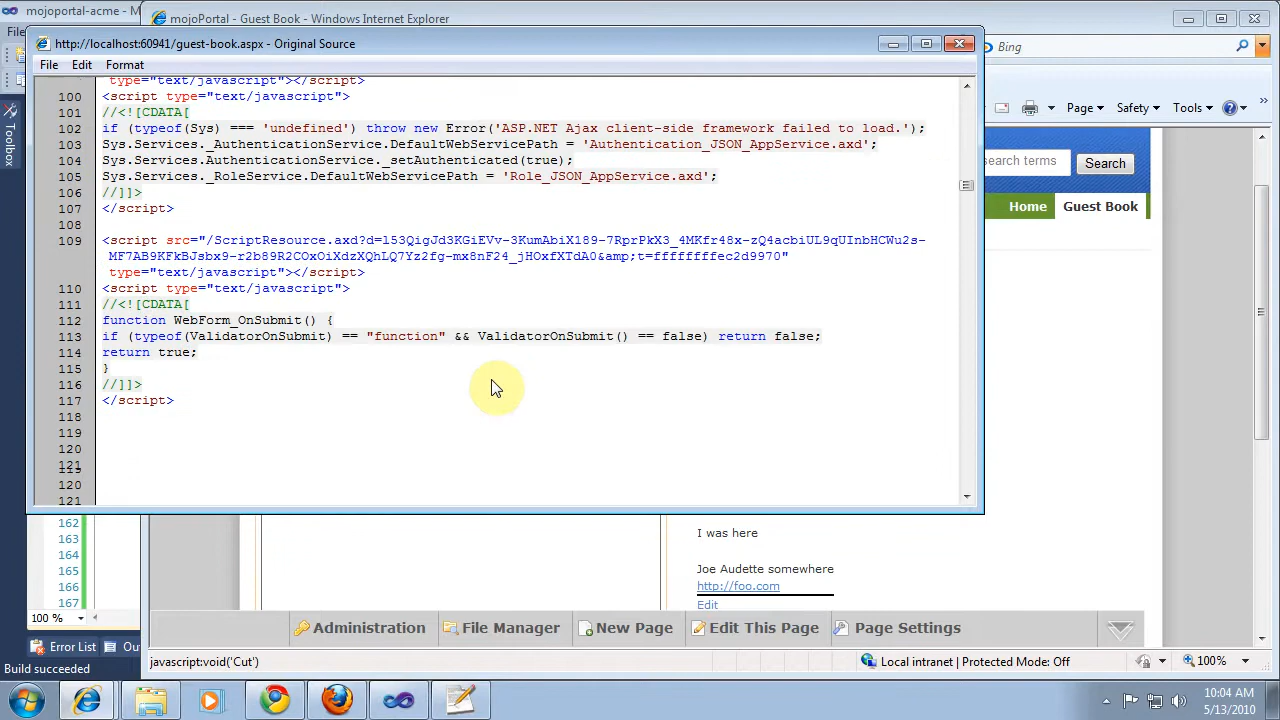 mojoportal-acme - M
mojoPortal - Guest Book - Windows Internet Explorer
http://localhost:60941/guest-book.aspx - Original Source
File Edit Format
Fi
Bing
Page Safety Tools
Toolbox
search terms
Search
Home Guest Book
type="text/javascript"></script>
100 <script type="text/javascript">
101 //<![CDATA[
102 if (typeof(Sys) === 'undefined') throw new Error('ASP.NET Ajax client-side framework failed to load.');
103 Sys.Services._AuthenticationService.DefaultWebServicePath = 'Authentication_JSON_AppService.axd';
104 Sys.Services.AuthenticationService._setAuthenticated(true);
105 Sys.Services._RoleService.DefaultWebServicePath = 'Role_JSON_AppService.axd';
106 //]]>
107 </script>
108
109 <script src="/ScriptResource.axd?d=l53QigJd3KGiEVv-3KumAbiX189-7RprPkX3_4MKfr48x-zQ4acbiUL9qUInbHCWu2s-
MF7AB9KFkBJsbx9-r2b89R2COxOiXdzXQhLQ7Yz2fg-mx8nF24_jHOxfXTdA0&amp;t=ffffffffec2d9970"
type="text/javascript"></script>
110 <script type="text/javascript">
111 //<![CDATA[
112 function WebForm_OnSubmit() {
113 if (typeof(ValidatorOnSubmit) == "function" && ValidatorOnSubmit() == false) return false;
114 return true;
115 }
116 //]]>
117 </script>
118
119
120
121
120
121
162
163
164
165
166
167
I was here
Joe Audette somewhere
http://foo.com
Edit
100 %
Administration File Manager New Page Edit This Page Page Settings
Error List Ou
javascript:void('Cut')
Local intranet | Protected Mode: Off
100%
Build succeeded
10:04 AM
5/13/2010